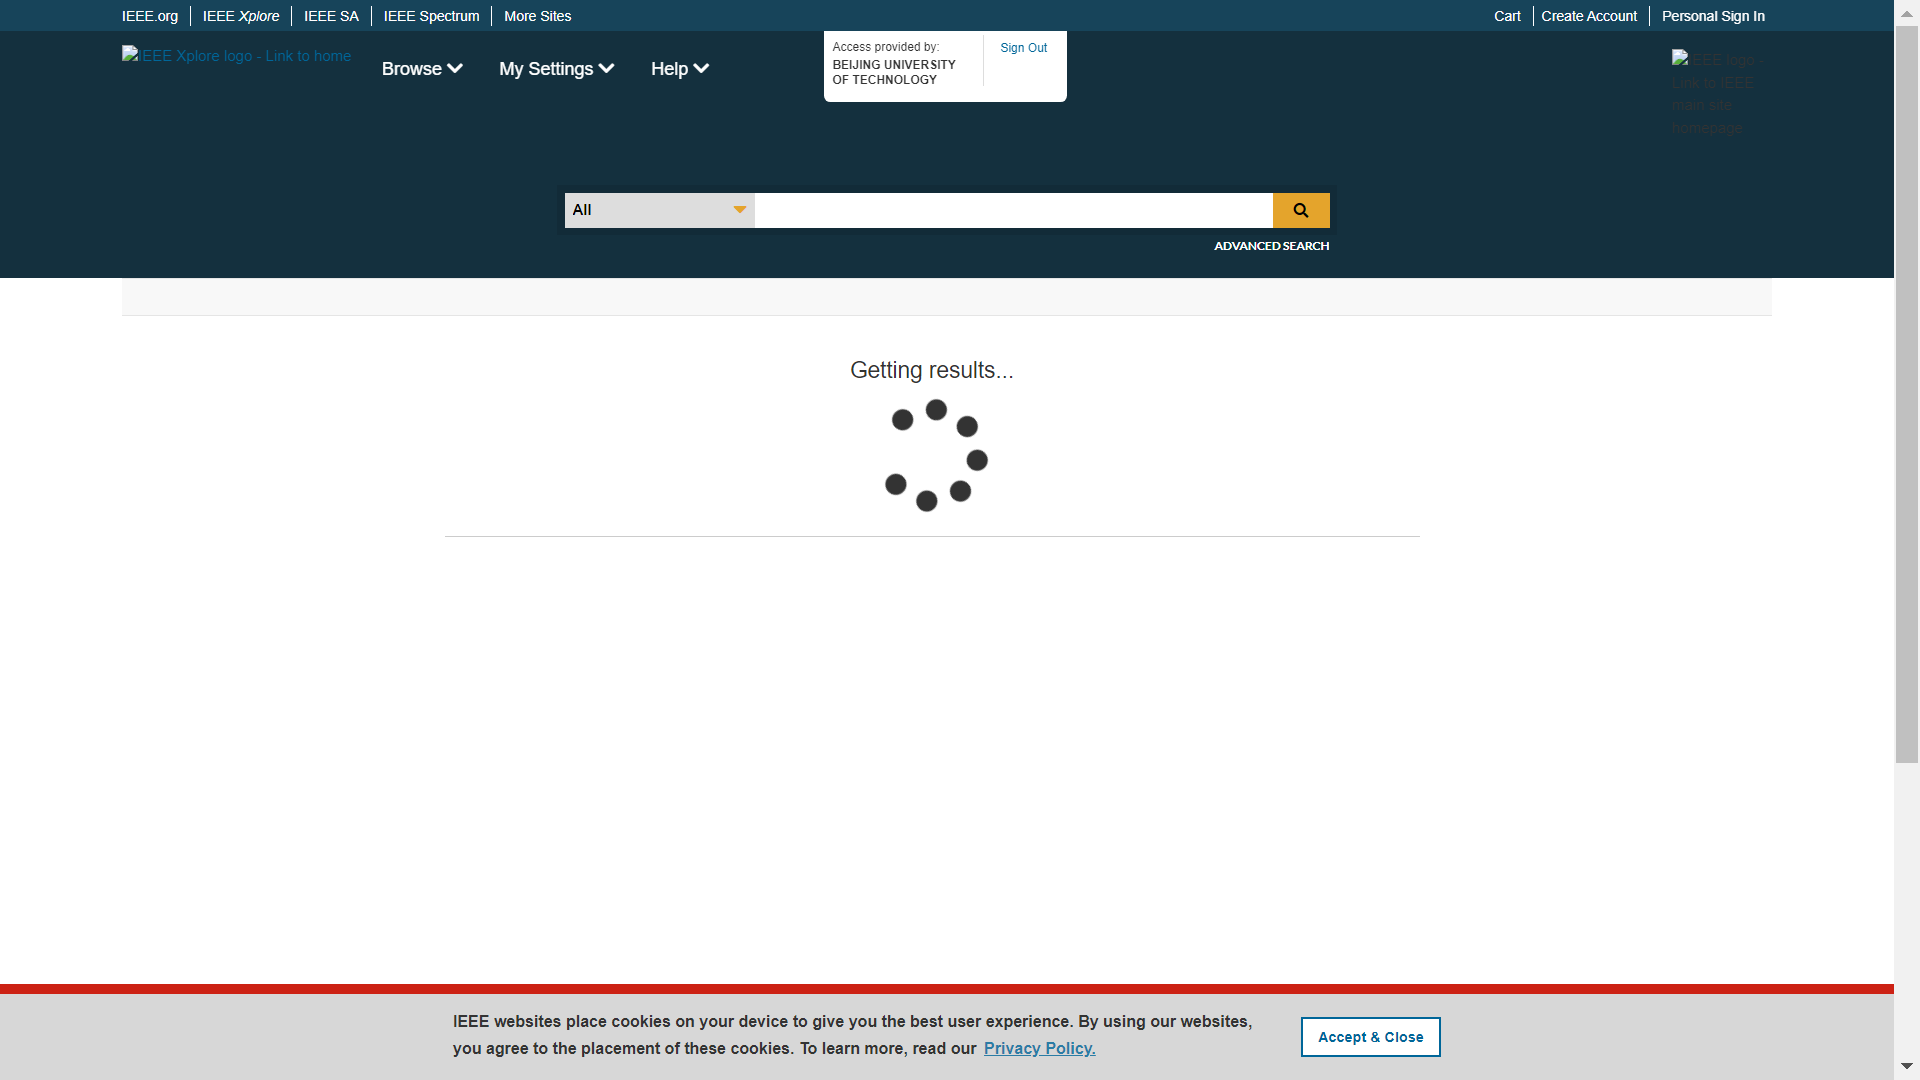 IEEE.org
IEEE Xplore
IEEE SA
IEEE Spectrum
More Sites
Cart
Create Account
Personal Sign In
IEEE Xplore logo - Link to home
Browse
My Settings
Help
Access provided by:
BEIJING UNIVERSITY
OF TECHNOLOGY
Sign Out
IEEE logo -
Link to IEEE
main site
homepage
All
ADVANCED SEARCH
Getting results...
IEEE websites place cookies on your device to give you the best user experience. By using our websites,
you agree to the placement of these cookies. To learn more, read our Privacy Policy.
Accept & Close